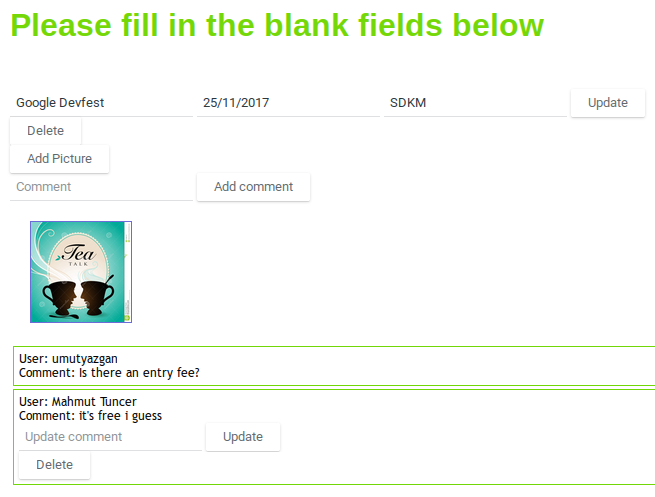 Please fill in the blank fields below
Google Devfest 25/11/2017 SDKM Update
Delete
Add Picture
Comment Add comment
Tea
TALK
User: umutyazgan
Comment: Is there an entry fee?
User: Mahmut Tuncer
Comment: it's free i guess
Update comment Update
Delete